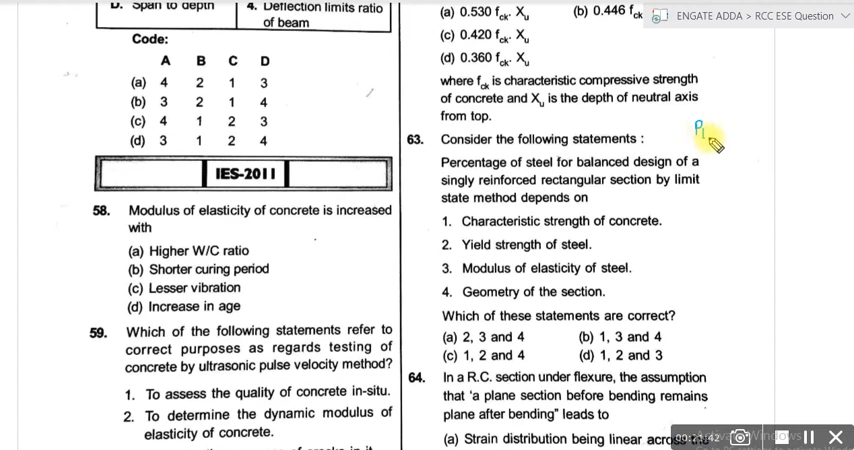 D. Span to depth
4. Deflection limits ratio
of beam
Code:
A B C D
(a) 4 2 1 3
(b) 3 2 1 4
(c) 4 1 2 3
(d) 3 1 2 4
IES-2011
58. Modulus of elasticity of concrete is increased
with
(a) Higher W/C ratio
(b) Shorter curing period
(c) Lesser vibration
(d) Increase in age
59. Which of the following statements refer to
correct purposes as regards testing of
concrete by ultrasonic pulse velocity method?
1. To assess the quality of concrete in-situ.
2. To determine the dynamic modulus of
elasticity of concrete.
(a) 0.530 fck. Xu (b) 0.446 fck
(c) 0.420 fck. Xu
(d) 0.360 fck. Xu
where fck is characteristic compressive strength
of concrete and Xu is the depth of neutral axis
from top.
63. Consider the following statements :
Percentage of steel for balanced design of a
singly reinforced rectangular section by limit
state method depends on
1. Characteristic strength of concrete.
2. Yield strength of steel.
3. Modulus of elasticity of steel.
4. Geometry of the section.
Which of these statements are correct?
(a) 2, 3 and 4 (b) 1, 3 and 4
(c) 1, 2 and 4 (d) 1, 2 and 3
64. In a R.C. section under flexure, the assumption
that 'a plane section before bending remains
plane after bending" leads to
(a) Strain distribution being linear across the
ENGATE ADDA > RCC ESE Question